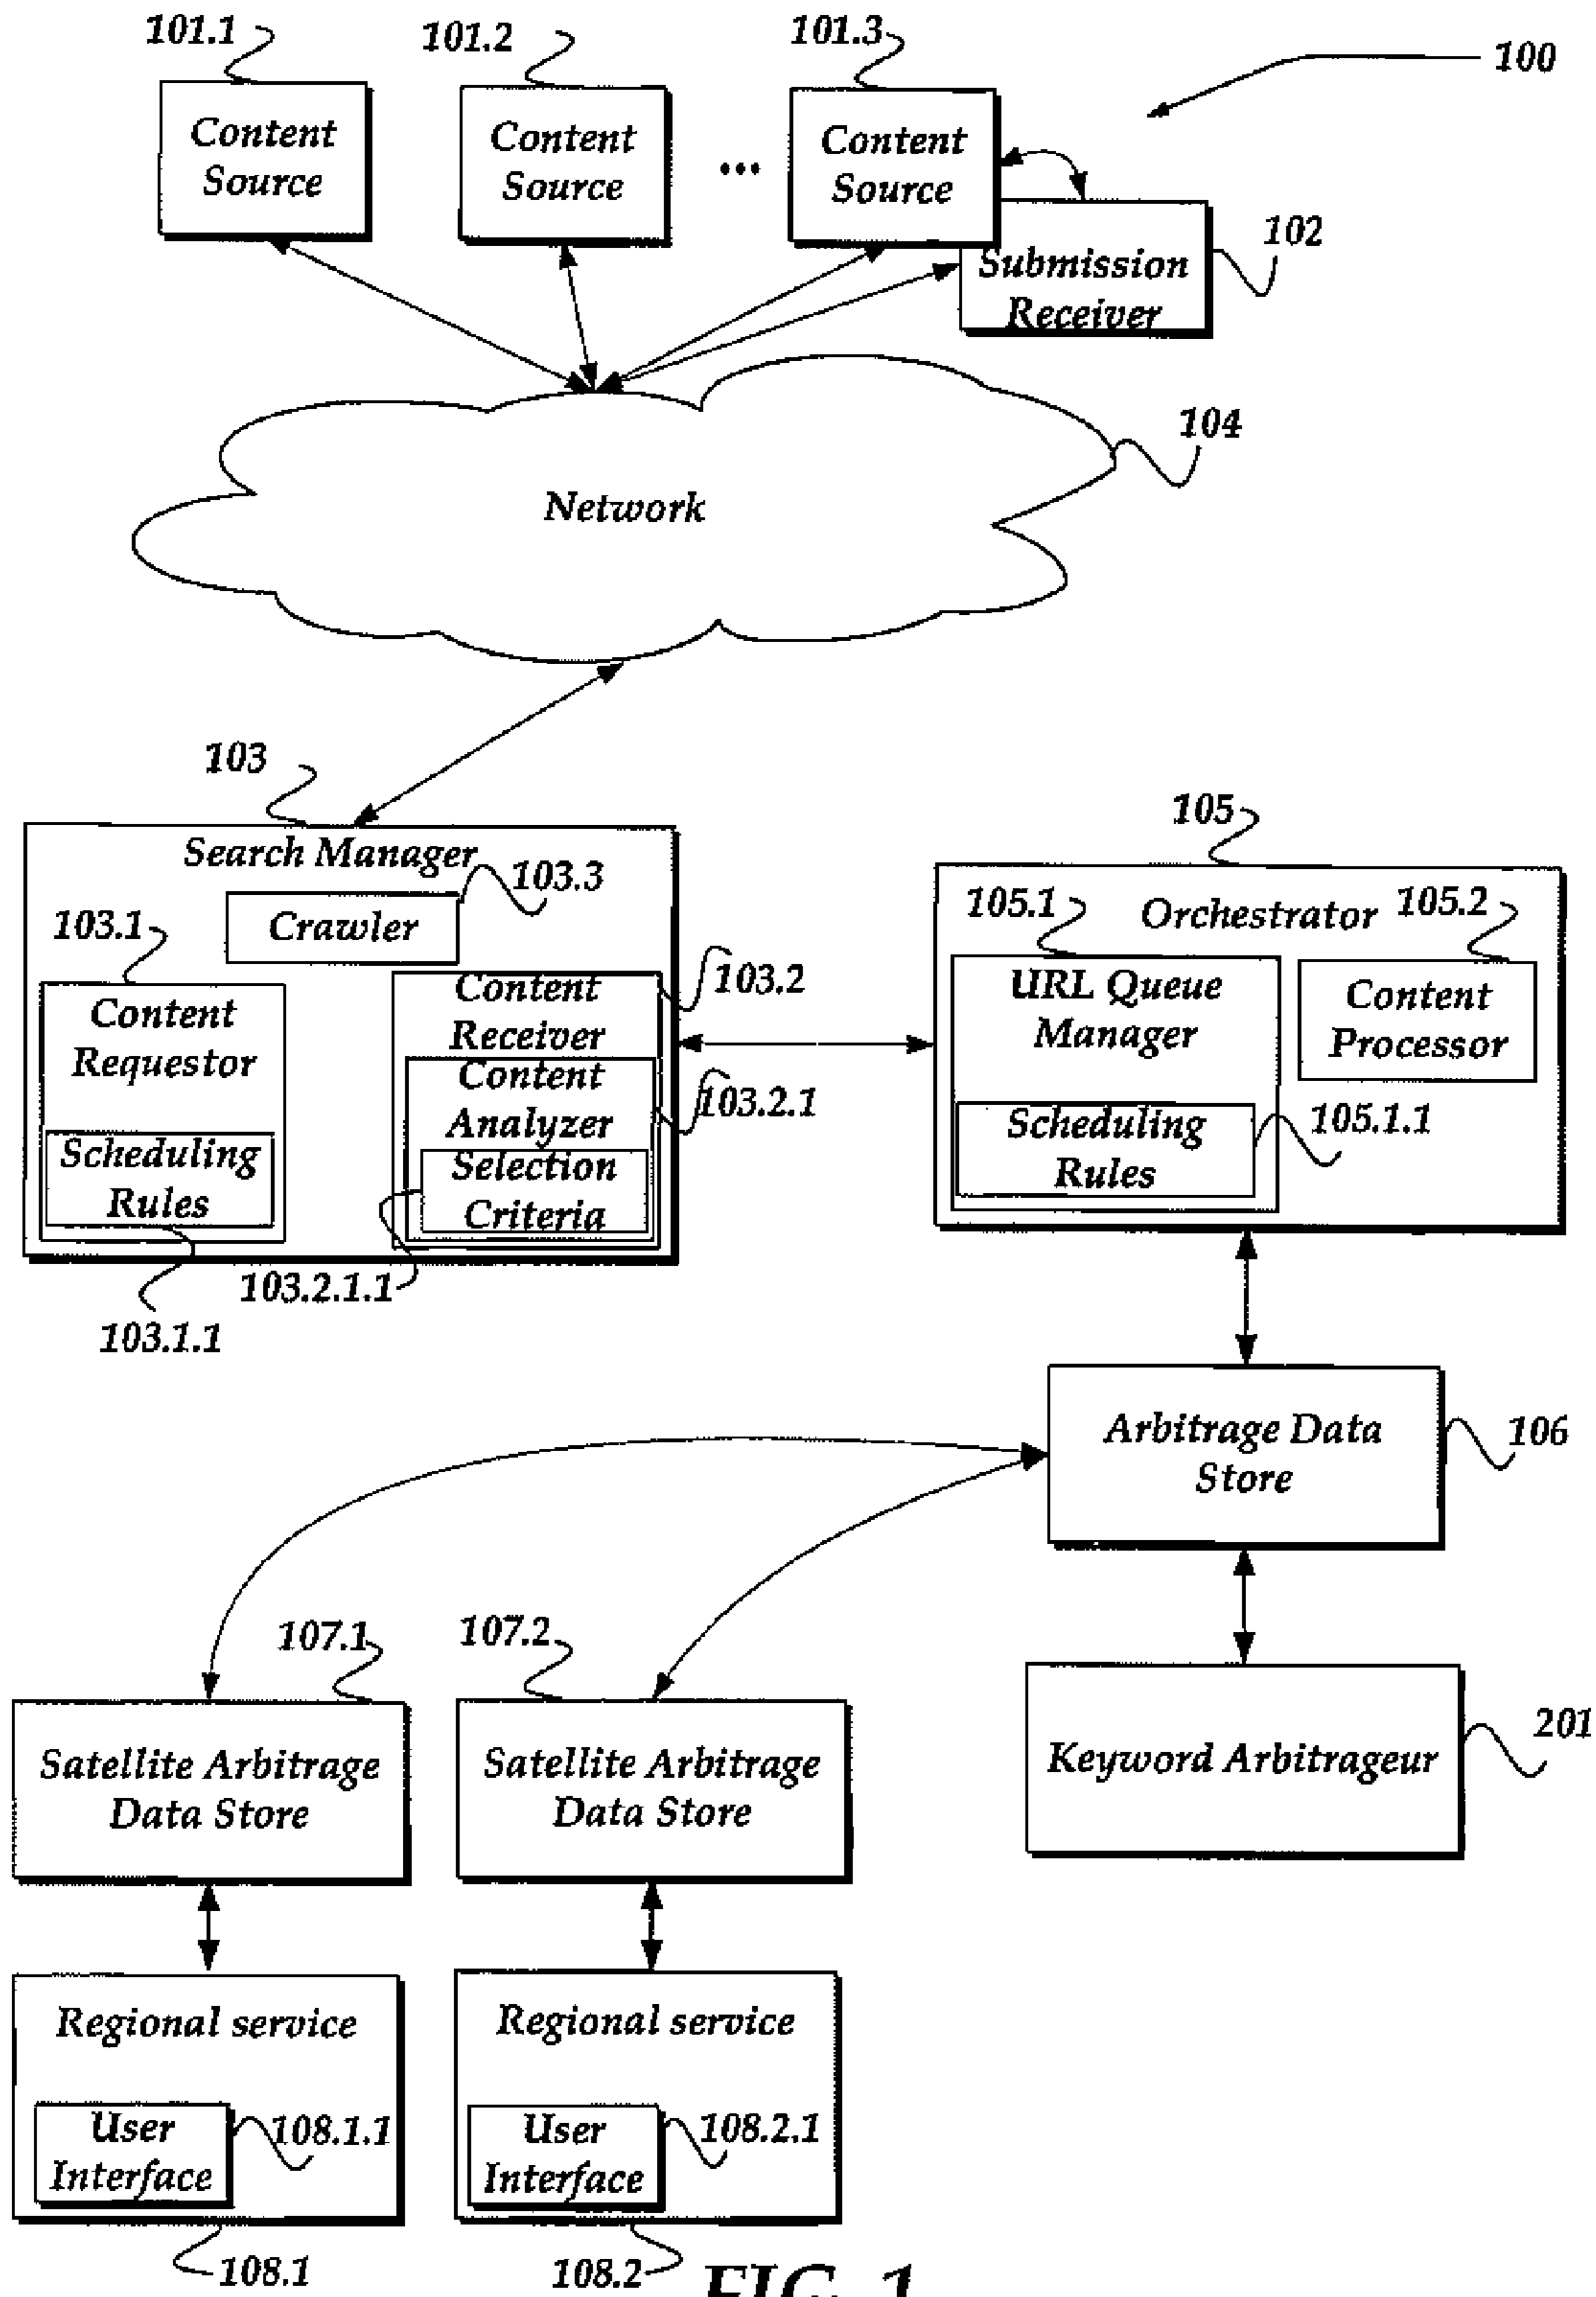 101.1
101.2
101.3
100
Content
Source
Content
Source
...
Content
Source
102
Submission
Receiver
104
Network
103
Search Manager
103.3
Crawler
103.1
Content
Requestor
Scheduling
Rules
103.1.1
103.2
Content
Receiver
103.2.1
Content
Analyzer
Selection
Criteria
103.2.1.1
105
Orchestrator
105.1
105.2
URL Queue
Manager
Content
Processor
Scheduling
Rules
105.1.1
Arbitrage Data
Store
106
107.1
107.2
Satellite Arbitrage
Data Store
Satellite Arbitrage
Data Store
Keyword Arbitrageur
201
Regional service
User
Interface
108.1.1
108.1
Regional service
User
Interface
108.2.1
108.2
FIG. 1